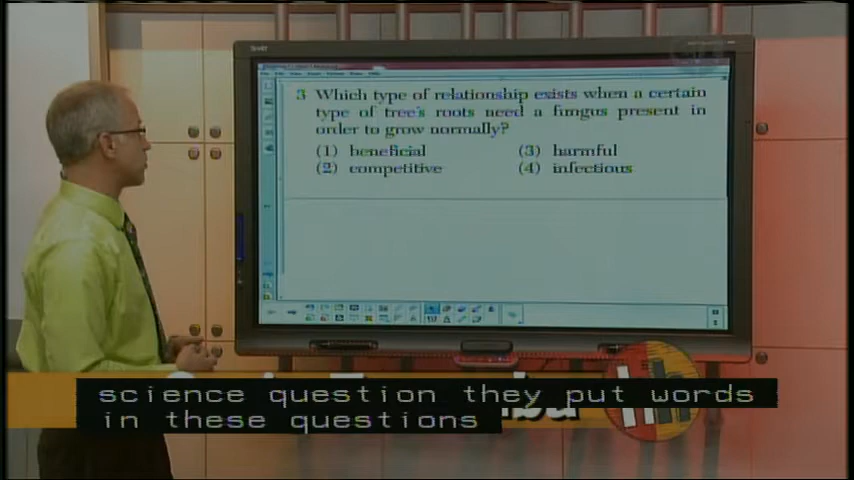 3 Which type of relationship exists when a certain
type of tree's roots need a fungus present in
order to grow normally?
(1) beneficial (3) harmful
(2) competitive (4) infectious
science question they put words
in these questions